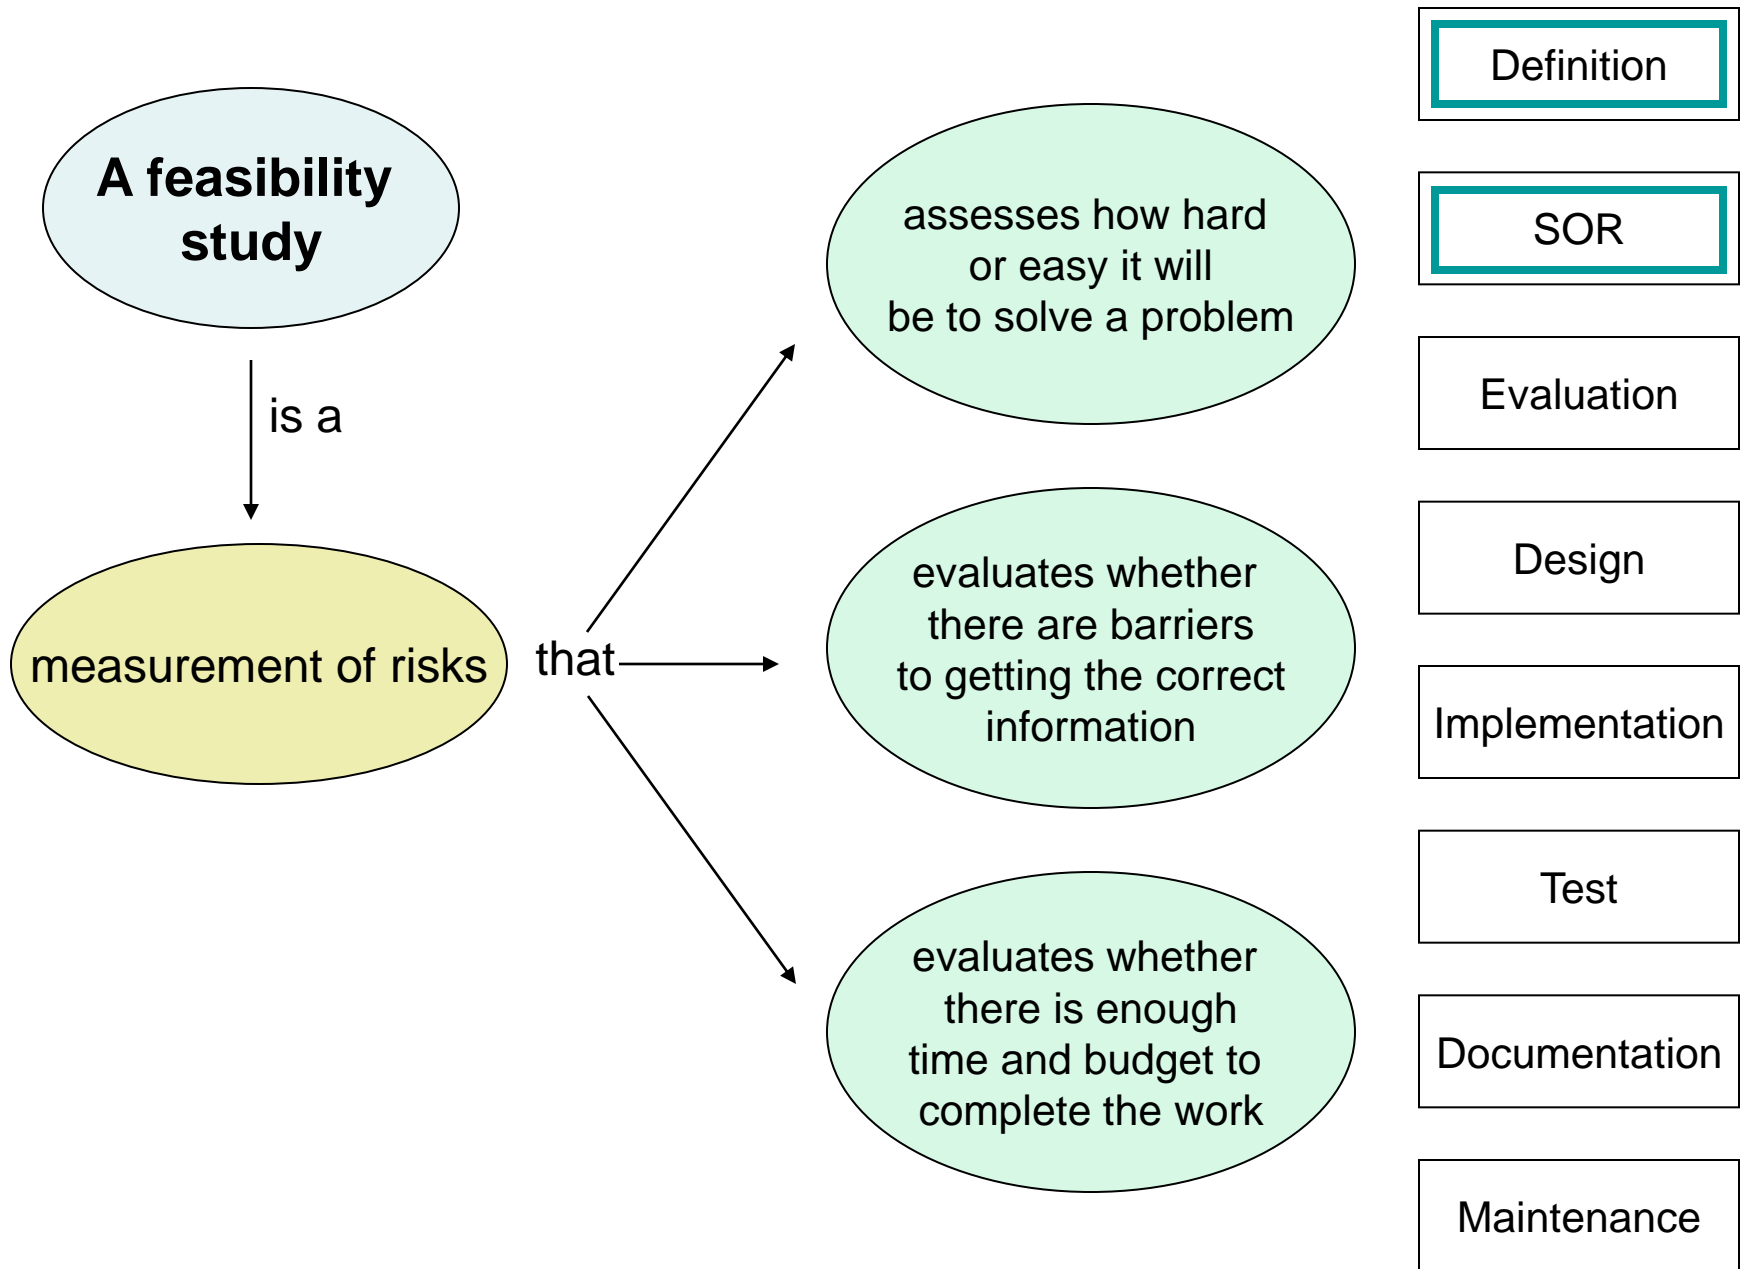 A feasibility
study
is a
measurement of risks
that
assesses how hard
or easy it will
be to solve a problem
evaluates whether
there are barriers
to getting the correct
information
evaluates whether
there is enough
time and budget to
complete the work
Definition
SOR
Evaluation
Design
Implementation
Test
Documentation
Maintenance